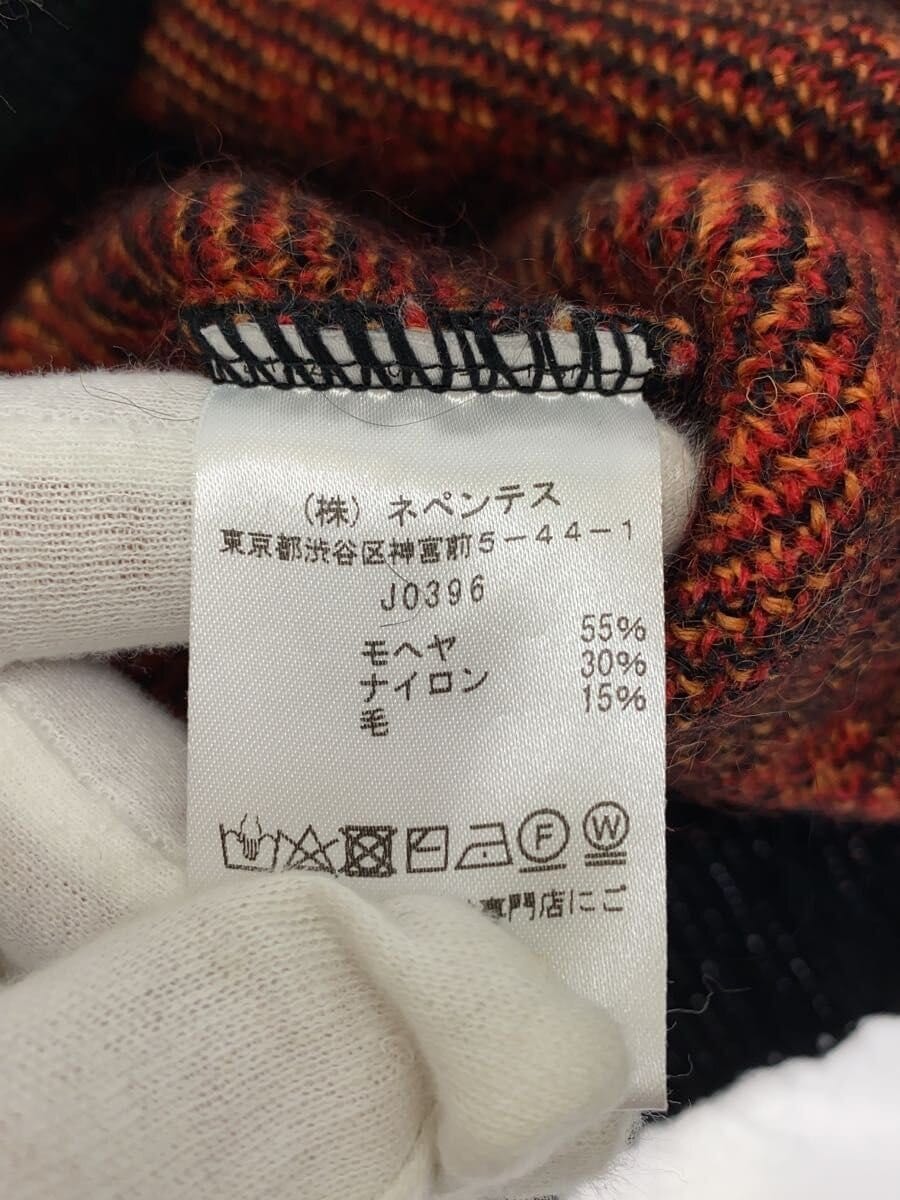 (株) ネペンテス
東京都渋谷区神宮前5-44-1
J0396
モヘヤ 55%
ナイロン 30%
毛 15%
F W
専門店にご